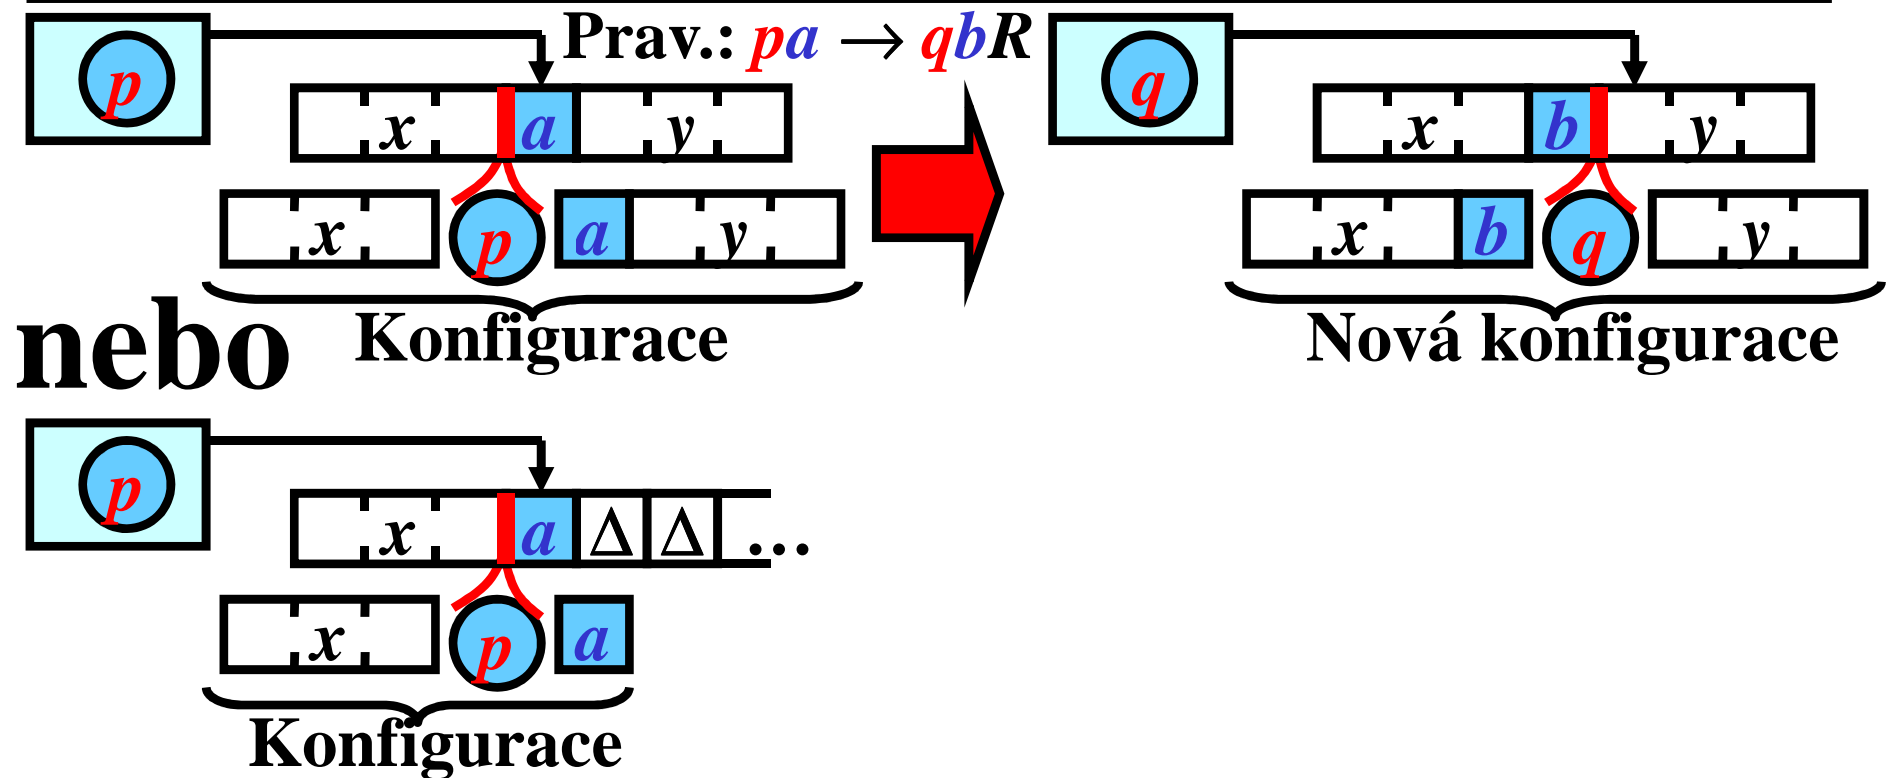 Prav.: pa → qbR
p
x a y
x p a y
Konfigurace
q
x b y
x b q y
Nová konfigurace
nebo
p
x a Δ Δ ...
x p a
Konfigurace